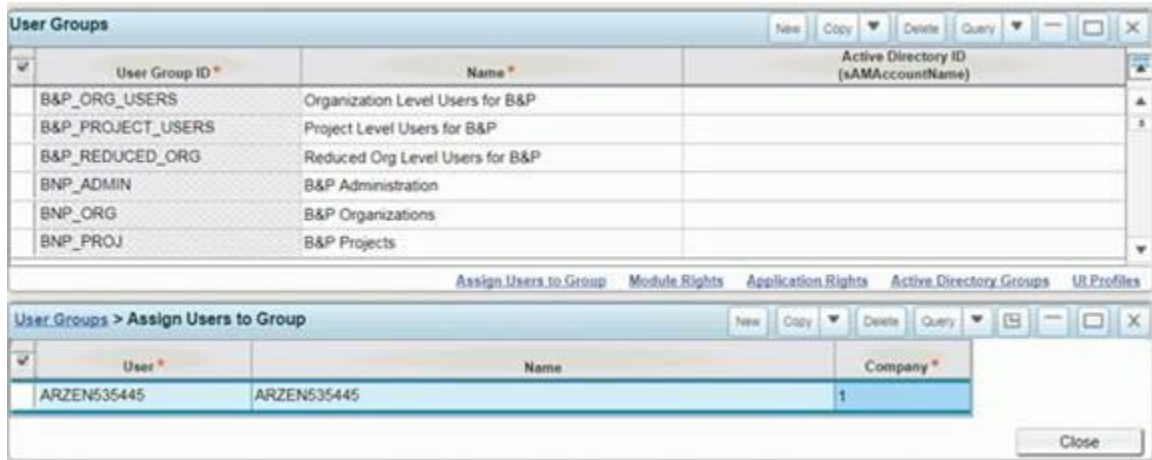 User Groups New Copy Delete Query
User Group ID * Name * Active Directory ID
(sAMAccountName)
B&P_ORG_USERS Organization Level Users for B&P
B&P_PROJECT_USERS Project Level Users for B&P
B&P_REDUCED_ORG Reduced Org Level Users for B&P
BNP_ADMIN B&P Administration
BNP_ORG B&P Organizations
BNP_PROJ B&P Projects
Assign Users to Group Module Rights Application Rights Active Directory Groups UI Profiles
User Groups > Assign Users to Group New Copy Delete Query
User * Name Company *
ARZEN535445 ARZEN535445 1
Close